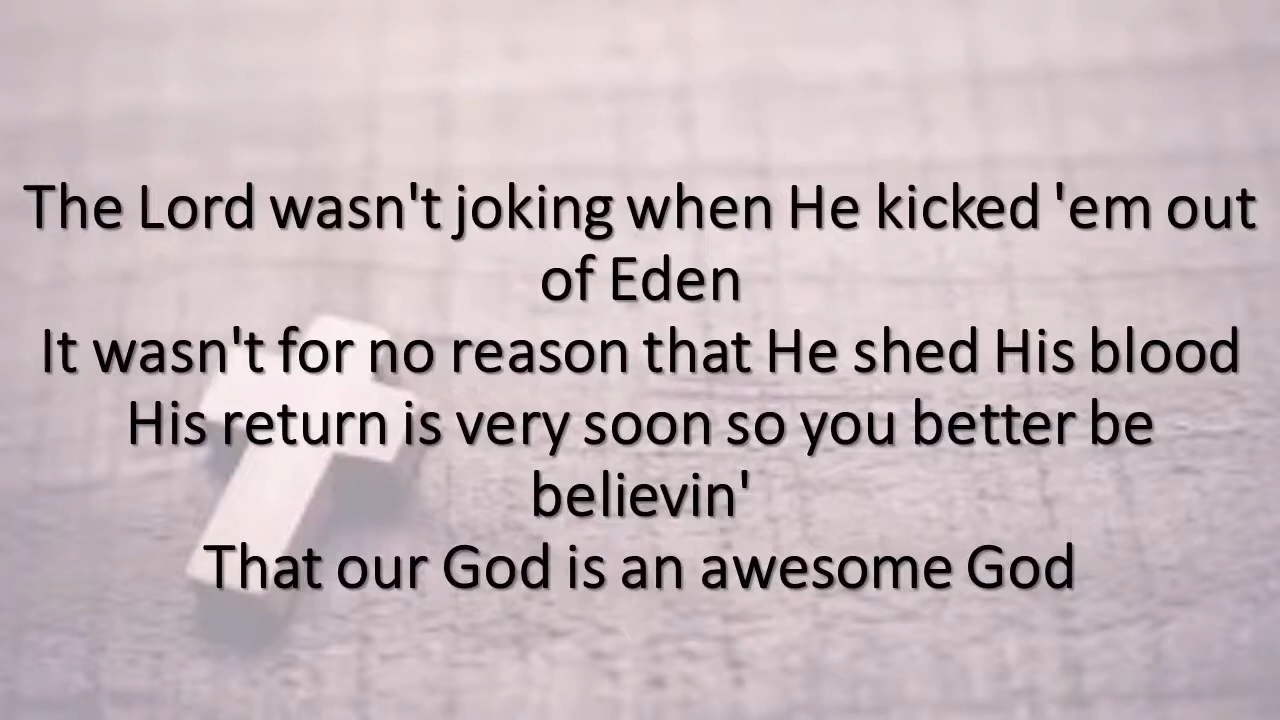 The Lord wasn't joking when He kicked 'em out
of Eden
It wasn't for no reason that He shed His blood
His return is very soon so you better be
believin'
That our God is an awesome God